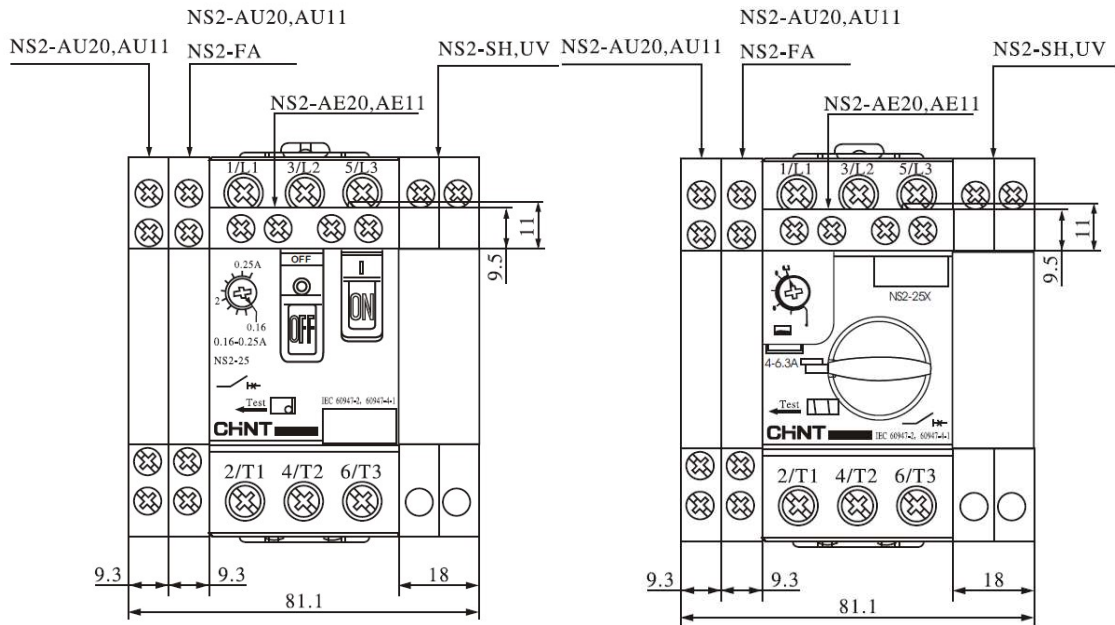 NS2-AU20,AU11
NS2-AU20,AU11
NS2-FA
NS2-SH,UV
NS2-AE20,AE11
1/L1 3/L2 5/L3
11
9.5
OFF
I
0.25A
2
OFF
ON
0.16
0.16-0.25A
NS2-25
Test
IEC 60947-2, 60947-4-1
CHNT
2/T1 4/T2 6/T3
9.3
9.3
18
81.1
NS2-AU20,AU11
NS2-AU20,AU11
NS2-FA
NS2-SH,UV
NS2-AE20,AE11
1/L1 3/L2 5/L3
11
9.5
NS2-25X
4-6.3A
Test
CHNT
IEC 60947-2, 60947-4-1
2/T1 4/T2 6/T3
9.3
9.3
18
81.1